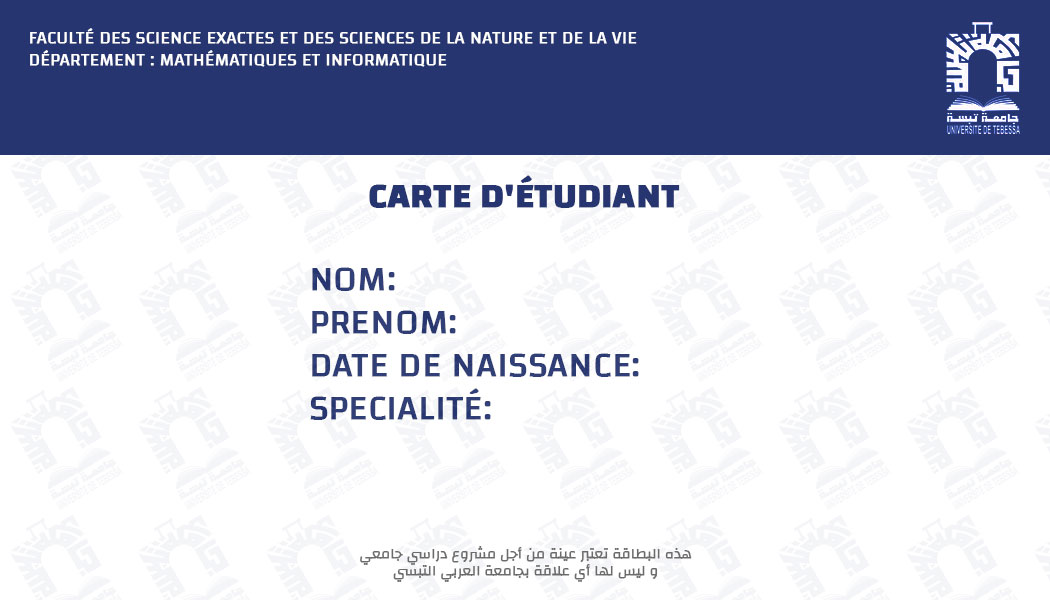 FACULTÉ DES SCIENCE EXACTES ET DES SCIENCES DE LA NATURE ET DE LA VIE
DÉPARTEMENT : MATHÉMATIQUES ET INFORMATIQUE
جامعة تبسة
UNIVERSITE DE TEBESSA
CARTE D'ÉTUDIANT
NOM:
PRENOM:
DATE DE NAISSANCE:
SPECIALITÉ:
هذه البطاقة تعتبر عينة من أجل مشروع دراسي جامعي
و ليس لها أي علاقة بجامعة العربي التبسي